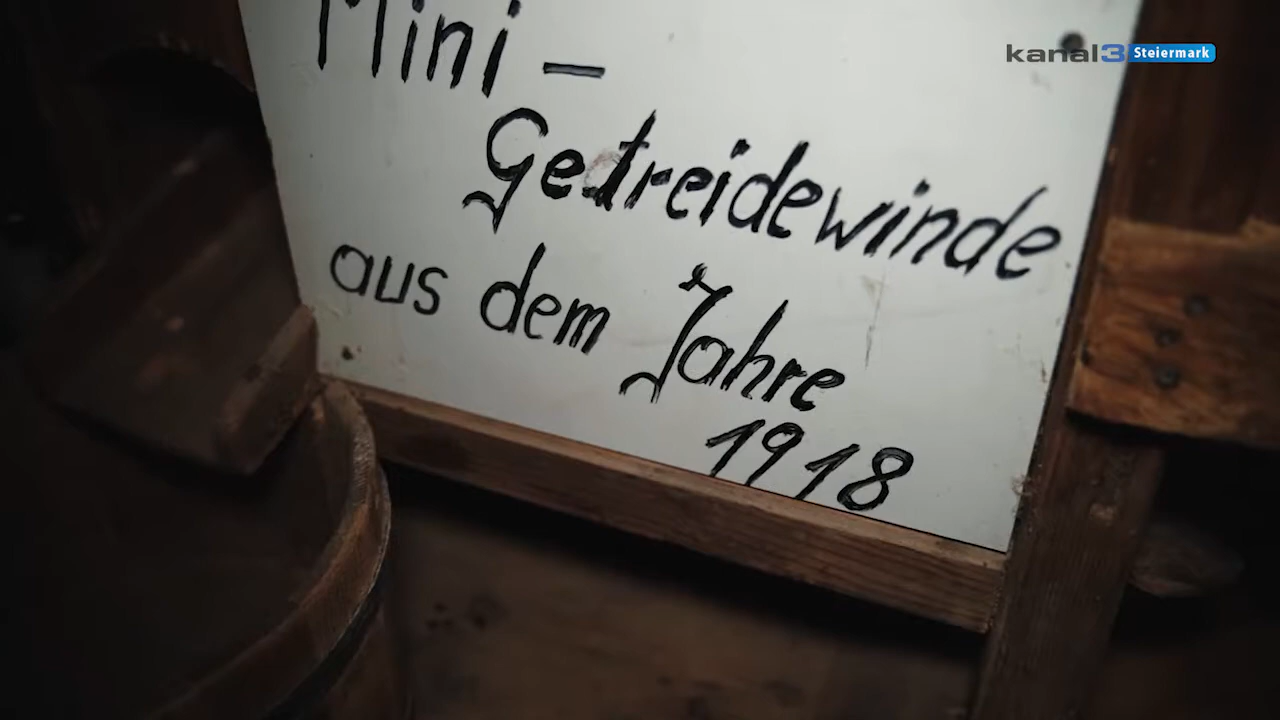 kanal3 Steiermark
Mini -
Getreidewinde
aus dem Jahre
1918